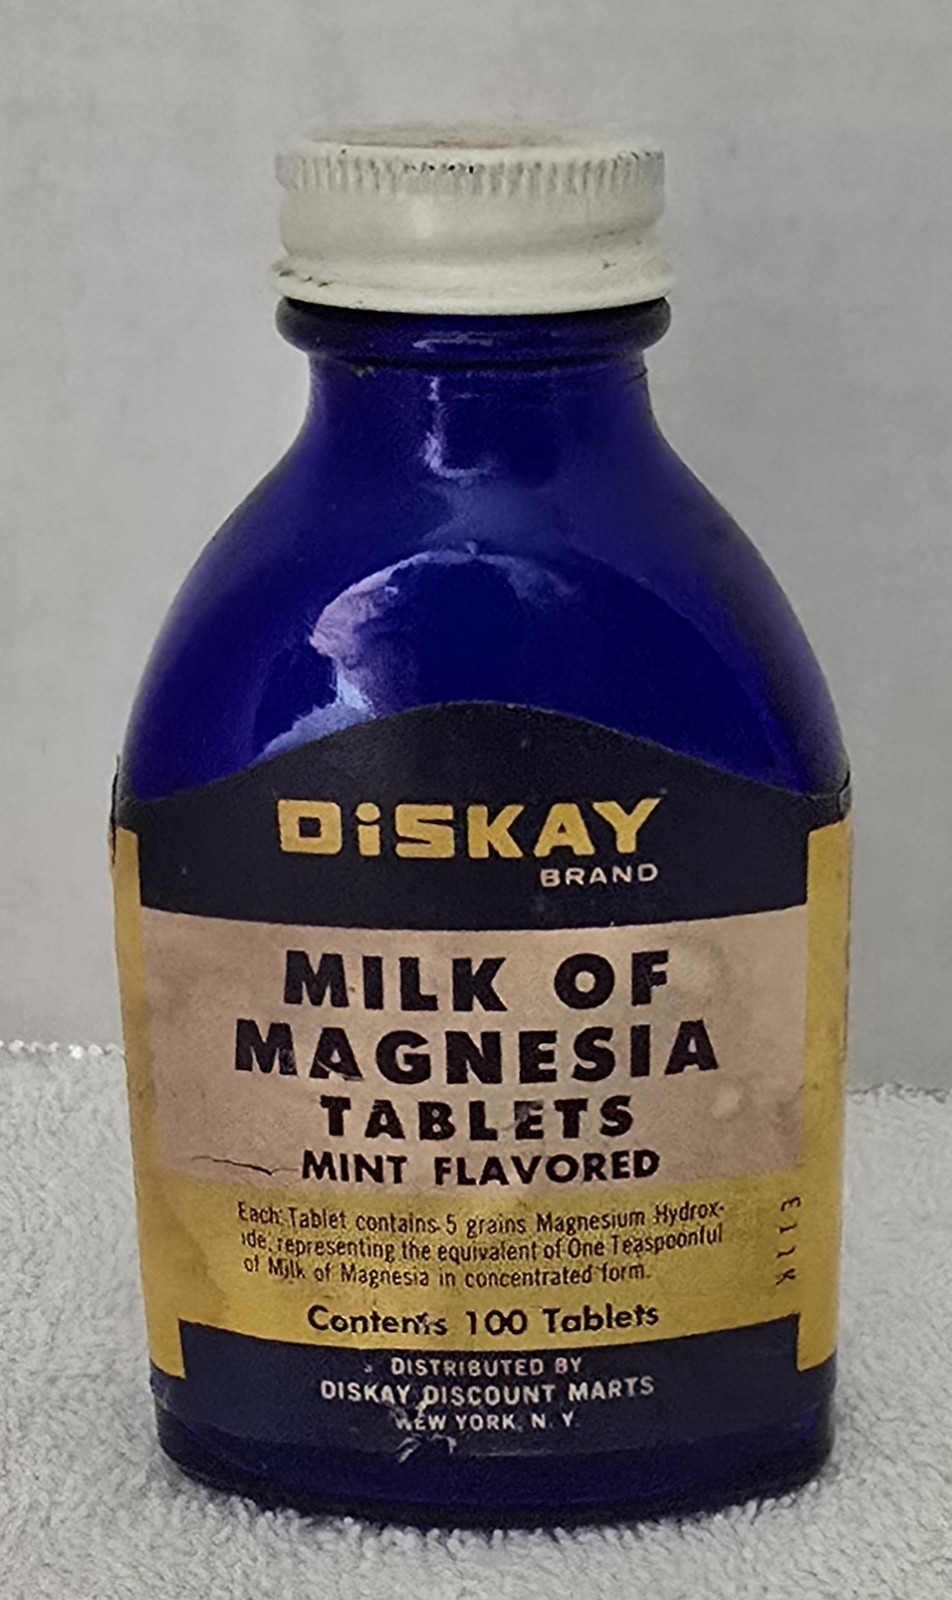 DiSKAY
BRAND
MILK OF
MAGNESIA
TABLETS
MINT FLAVORED
Each Tablet contains 5 grains Magnesium Hydrox-
ide, representing the equivalent of One Teaspoonful
of Milk of Magnesia in concentrated form.
Contents 100 Tablets
DISTRIBUTED BY
DISKAY DISCOUNT MARTS
NEW YORK, N. Y.